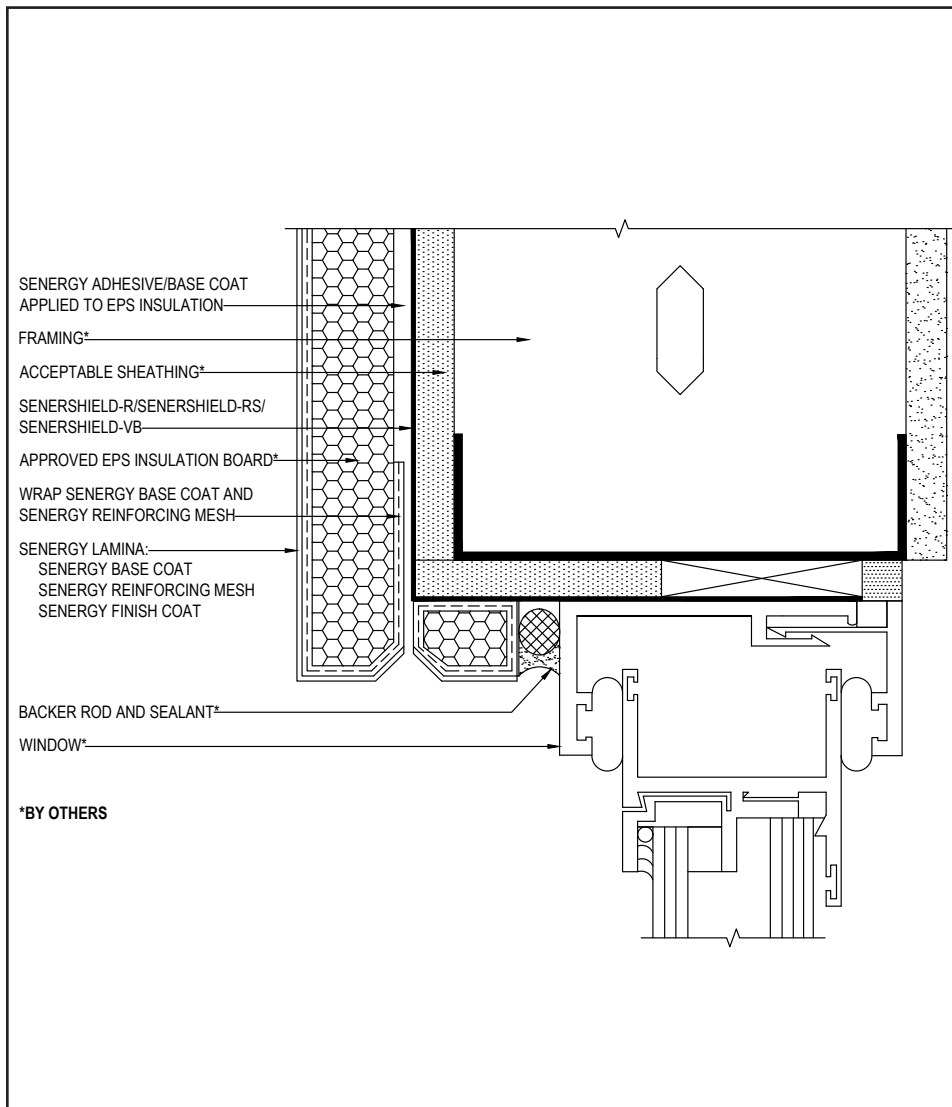 SENERGY ADHESIVE/BASE COAT
APPLIED TO EPS INSULATION
FRAMING*
ACCEPTABLE SHEATHING*
SENERSHIELD-R/SENERSHIELD-RS/
SENERSHIELD-VB
APPROVED EPS INSULATION BOARD*
WRAP SENERGY BASE COAT AND
SENERGY REINFORCING MESH
SENERGY LAMINA:
SENERGY BASE COAT
SENERGY REINFORCING MESH
SENERGY FINISH COAT
BACKER ROD AND SEALANT*
WINDOW*
*BY OTHERS